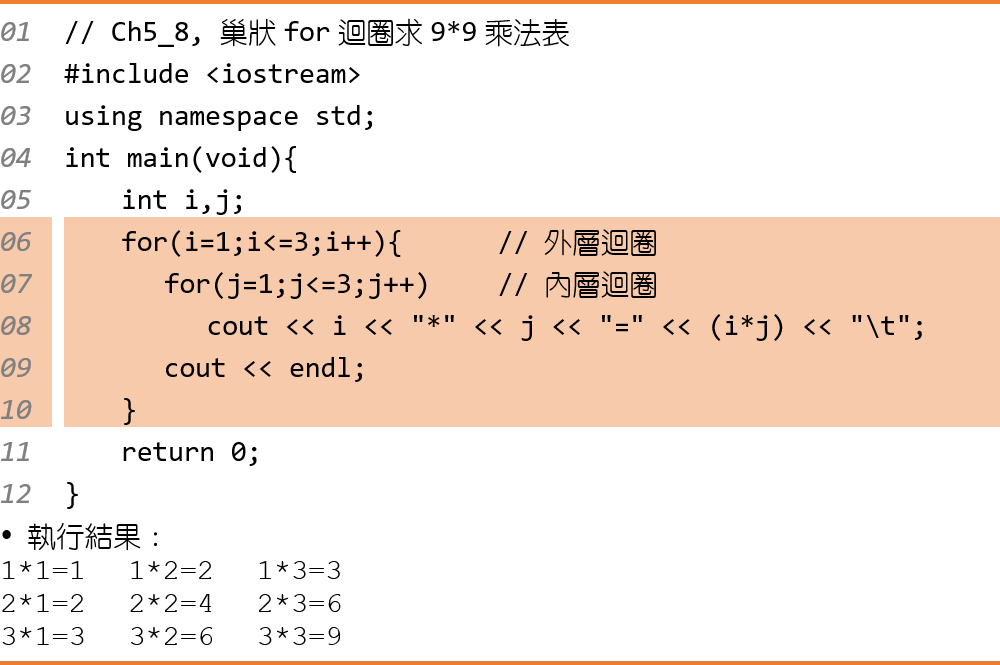 01 // Ch5_8, 巢狀 for 迴圈求 9*9 乘法表
02 #include <iostream>
03 using namespace std;
04 int main(void){
05 int i,j;
06 for(i=1;i<=3;i++){ // 外層迴圈
07 for(j=1;j<=3;j++) // 內層迴圈
08 cout << i << "*" << j << "=" << (i*j) << "\t";
09 cout << endl;
10 }
11 return 0;
12 }
• 執行結果：
1*1=1 1*2=2 1*3=3
2*1=2 2*2=4 2*3=6
3*1=3 3*2=6 3*3=9